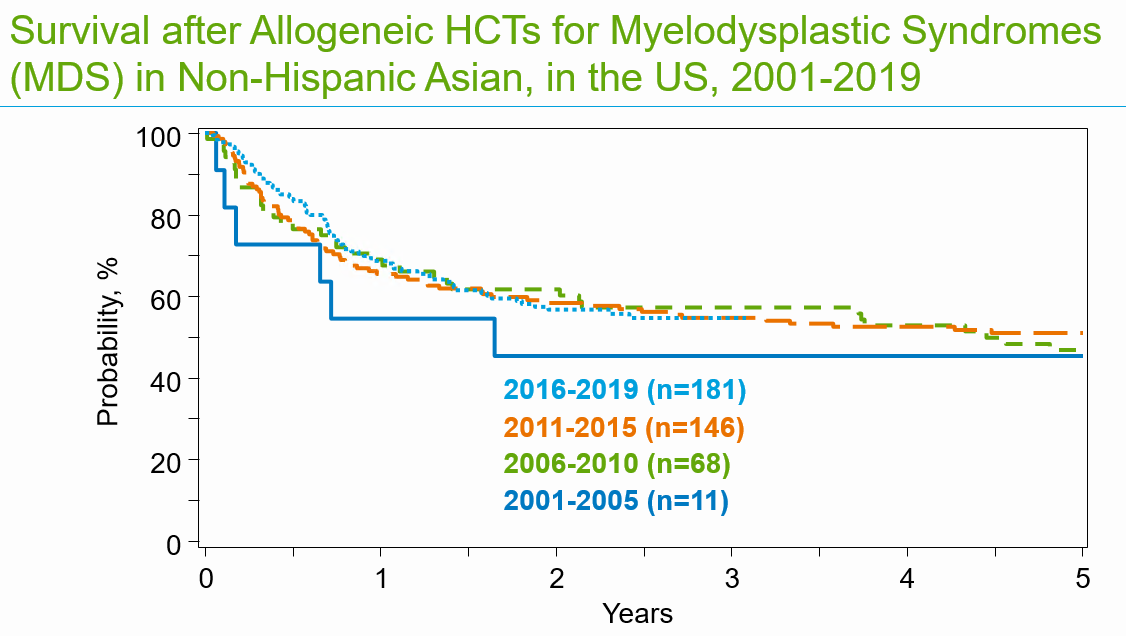 Survival after Allogeneic HCTs for Myelodysplastic Syndromes
(MDS) in Non-Hispanic Asian, in the US, 2001-2019
100
80
60
40
20
0
Probability, %
2016-2019 (n=181)
2011-2015 (n=146)
2006-2010 (n=68)
2001-2005 (n=11)
0 1 2 3 4 5
Years